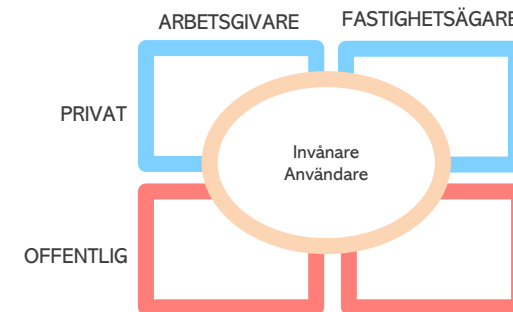 ARBETSGIVARE FASTIGHETSÄGARE
PRIVAT
Invånare
Användare
OFFENTLIG